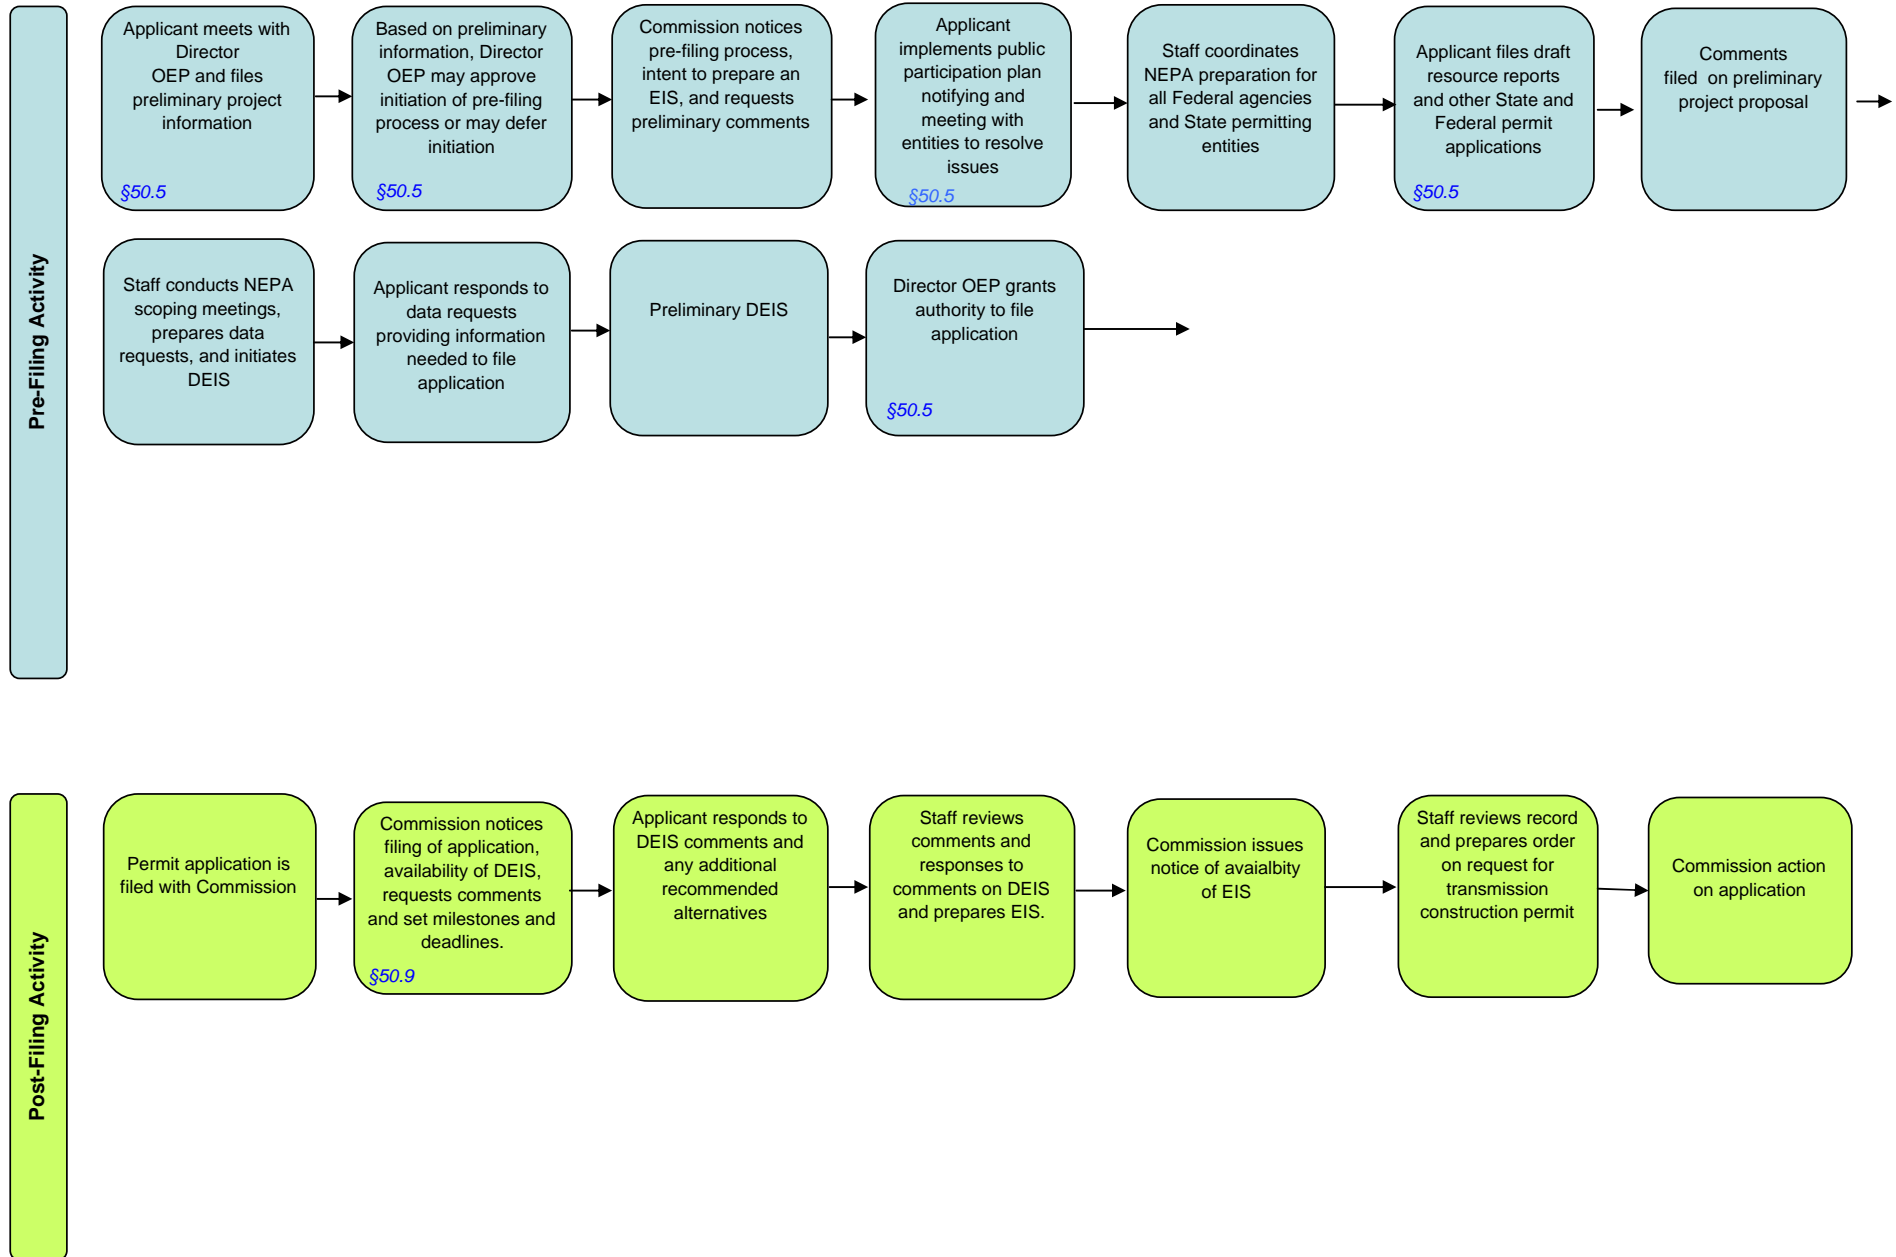 Pre-Filing Activity
Applicant meets with
Director
OEP and files
preliminary project
information
§50.5
Based on preliminary
information, Director
OEP may approve
initiation of pre-filing
process or may defer
initiation
§50.5
Commission notices
pre-filing process,
intent to prepare an
EIS, and requests
preliminary comments
Applicant
implements public
participation plan
notifying and
meeting with
entities to resolve
issues
§50.5
Staff coordinates
NEPA preparation for
all Federal agencies
and State permitting
entities
Applicant files draft
resource reports
and other State and
Federal permit
applications
§50.5
Comments
filed on preliminary
project proposal
Staff conducts NEPA
scoping meetings,
prepares data
requests, and initiates
DEIS
Applicant responds to
data requests
providing information
needed to file
application
Preliminary DEIS
Director OEP grants
authority to file
application
§50.5
Post-Filing Activity
Permit application is
filed with Commission
Commission notices
filing of application,
availability of DEIS,
requests comments
and set milestones and
deadlines.
§50.9
Applicant responds to
DEIS comments and
any additional
recommended
alternatives
Staff reviews
comments and
responses to
comments on DEIS
and prepares EIS.
Commission issues
notice of avaialbity
of EIS
Staff reviews record
and prepares order
on request for
transmission
construction permit
Commission action
on application